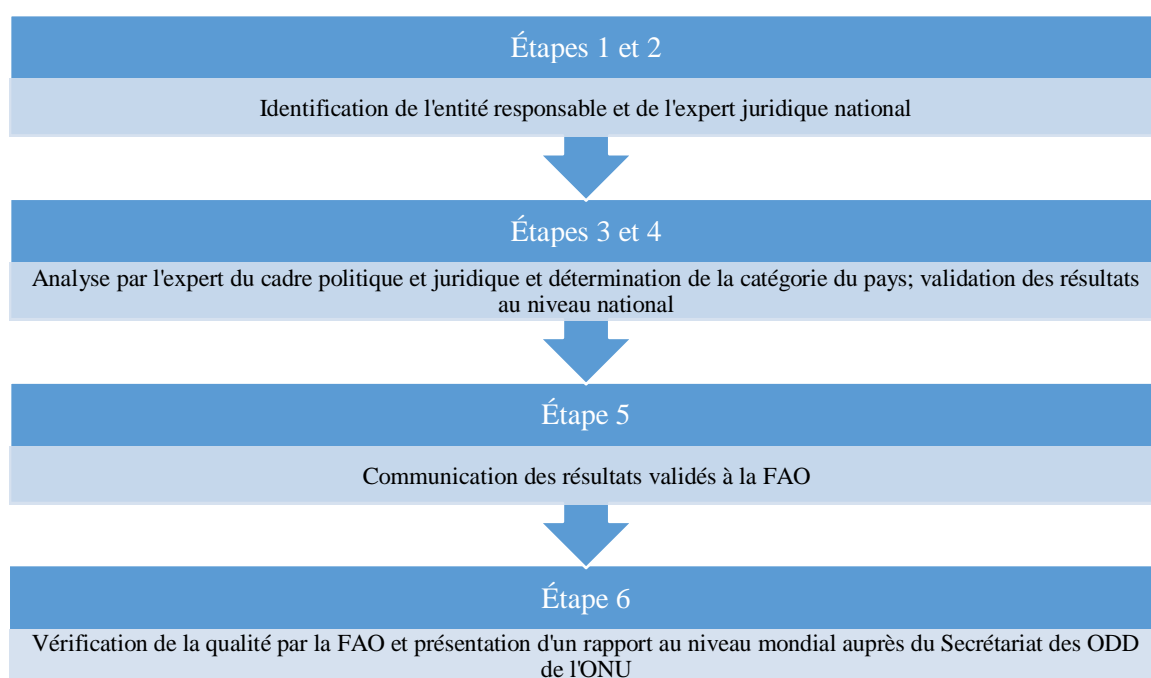 Étapes 1 et 2
Identification de l'entité responsable et de l'expert juridique national
Étapes 3 et 4
Analyse par l'expert du cadre politique et juridique et détermination de la catégorie du pays; validation des résultats
au niveau national
Étape 5
Communication des résultats validés à la FAO
Étape 6
Vérification de la qualité par la FAO et présentation d'un rapport au niveau mondial auprès du Secrétariat des ODD
de l'ONU